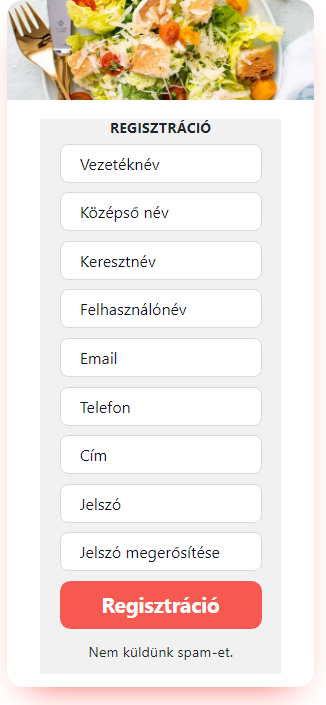 REGISZTRÁCIÓ
Vezetéknév
Középső név
Keresztnév
Felhasználónév
Email
Telefon
Cím
Jelszó
Jelszó megerősítése
Regisztráció
Nem küldünk spam-et.